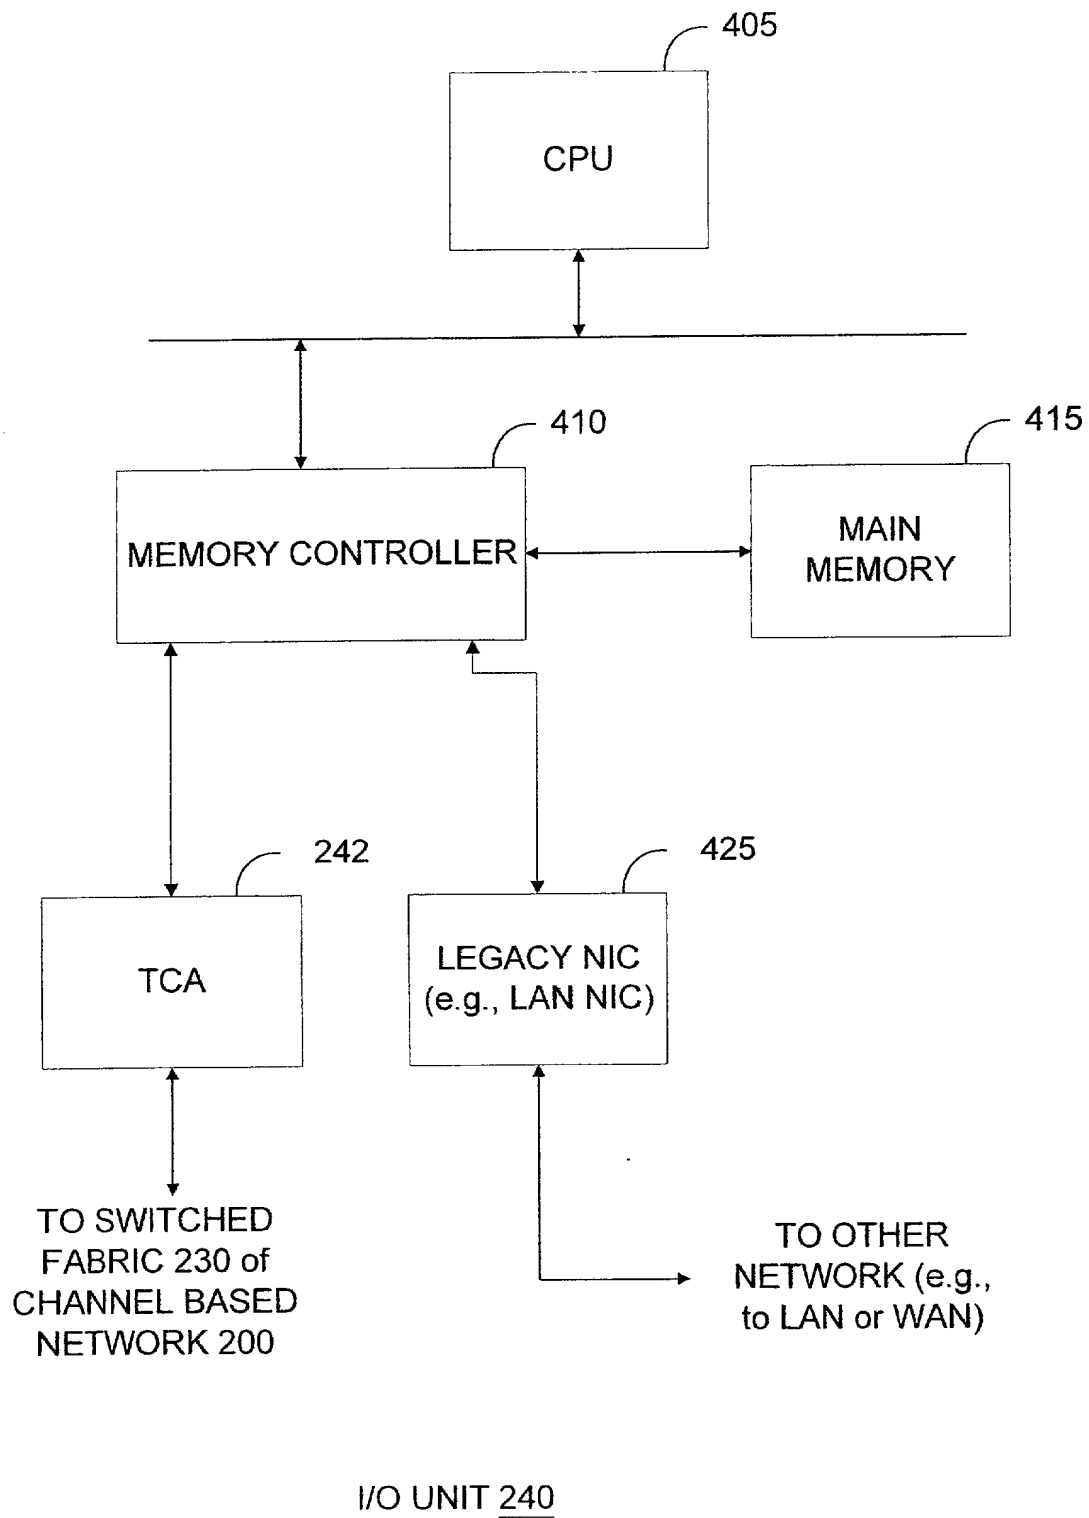 405
CPU
410
415
MEMORY CONTROLLER
MAIN
MEMORY
242
425
TCA
LEGACY NIC
(e.g., LAN NIC)
TO SWITCHED
FABRIC 230 of
CHANNEL BASED
NETWORK 200
TO OTHER
NETWORK (e.g.,
to LAN or WAN)
I/O UNIT 240